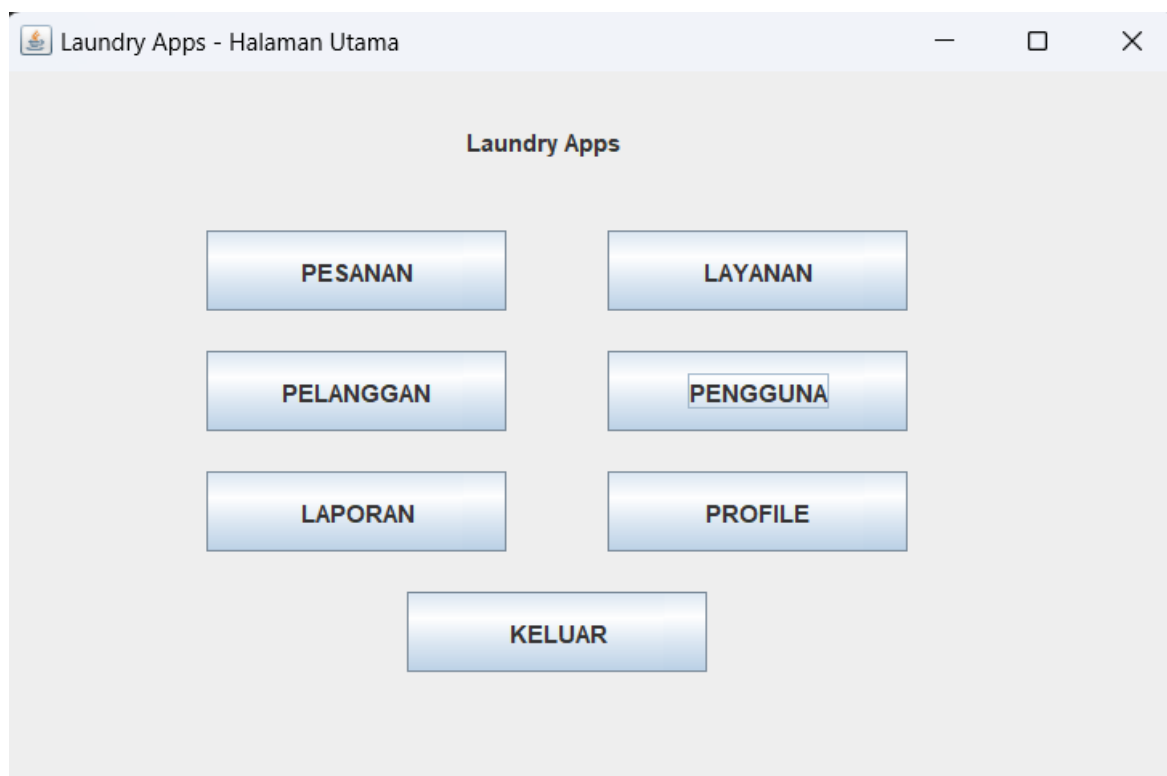 Laundry Apps - Halaman Utama
Laundry Apps
PESANAN
LAYANAN
PELANGGAN
PENGGUNA
LAPORAN
PROFILE
KELUAR